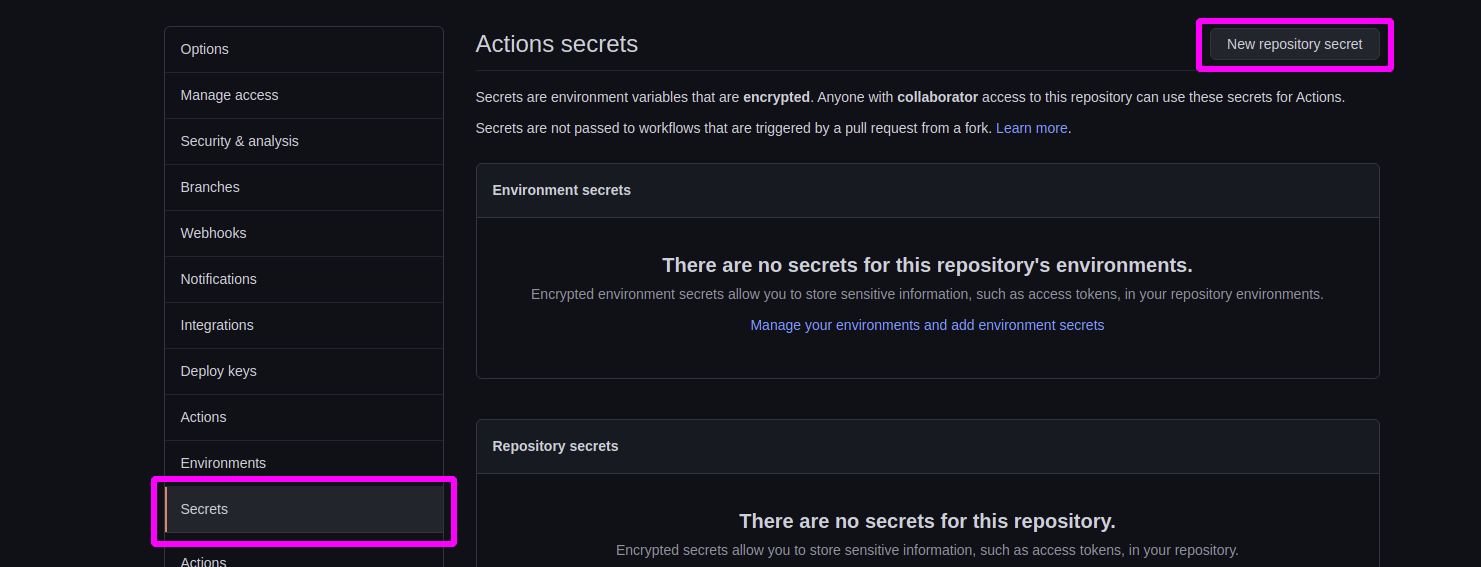 Options
Manage access
Security & analysis
Branches
Webhooks
Notifications
Integrations
Deploy keys
Actions
Environments
Secrets
Actions
Actions secrets
New repository secret
Secrets are environment variables that are encrypted. Anyone with collaborator access to this repository can use these secrets for Actions.
Secrets are not passed to workflows that are triggered by a pull request from a fork. Learn more.
Environment secrets
There are no secrets for this repository's environments.
Encrypted environment secrets allow you to store sensitive information, such as access tokens, in your repository environments.
Manage your environments and add environment secrets
Repository secrets
There are no secrets for this repository.
Encrypted secrets allow you to store sensitive information, such as access tokens, in your repository.